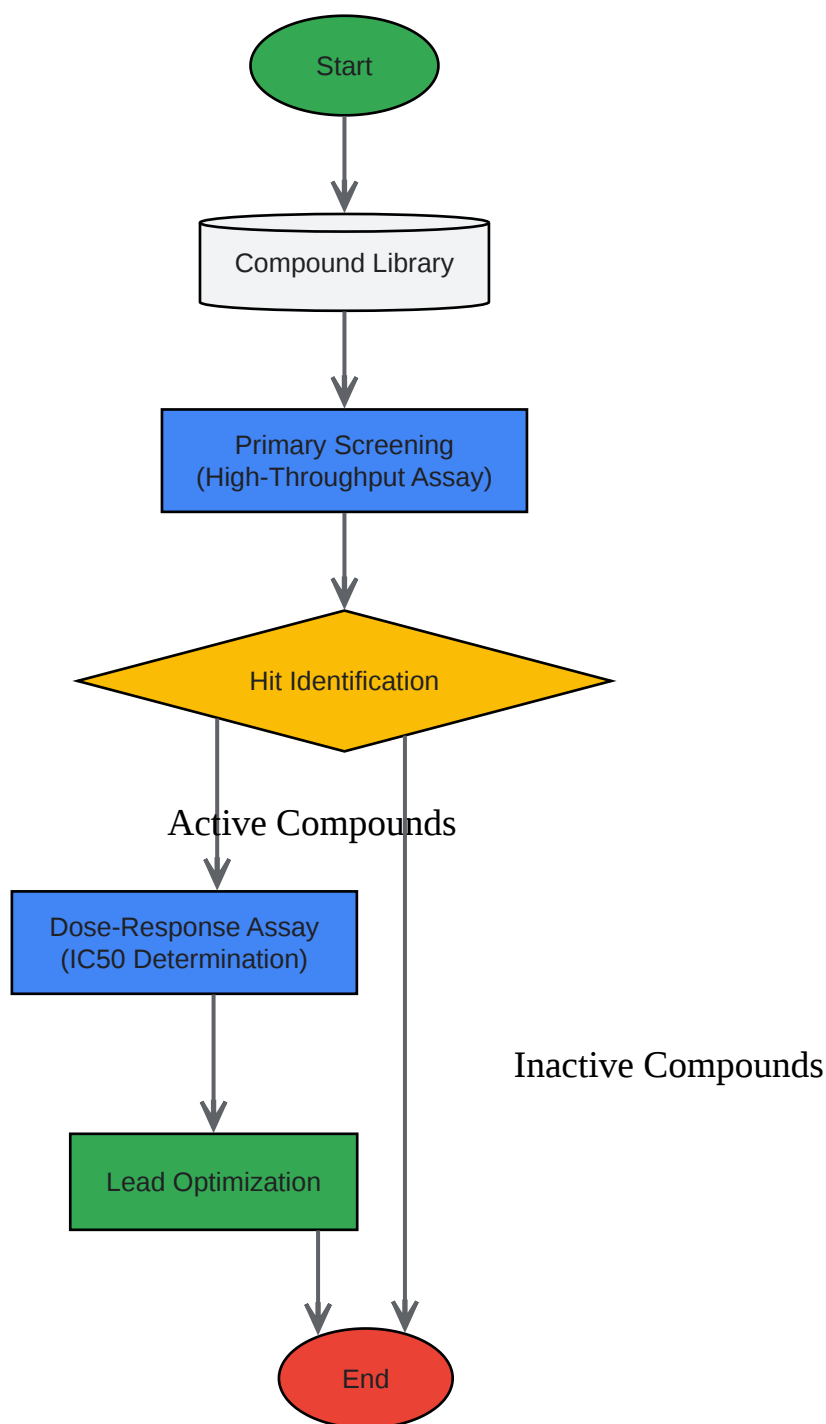 Start
Compound Library
Primary Screening
(High-Throughput Assay)
Hit Identification
Active Compounds
Dose-Response Assay
(IC50 Determination)
Inactive Compounds
Lead Optimization
End